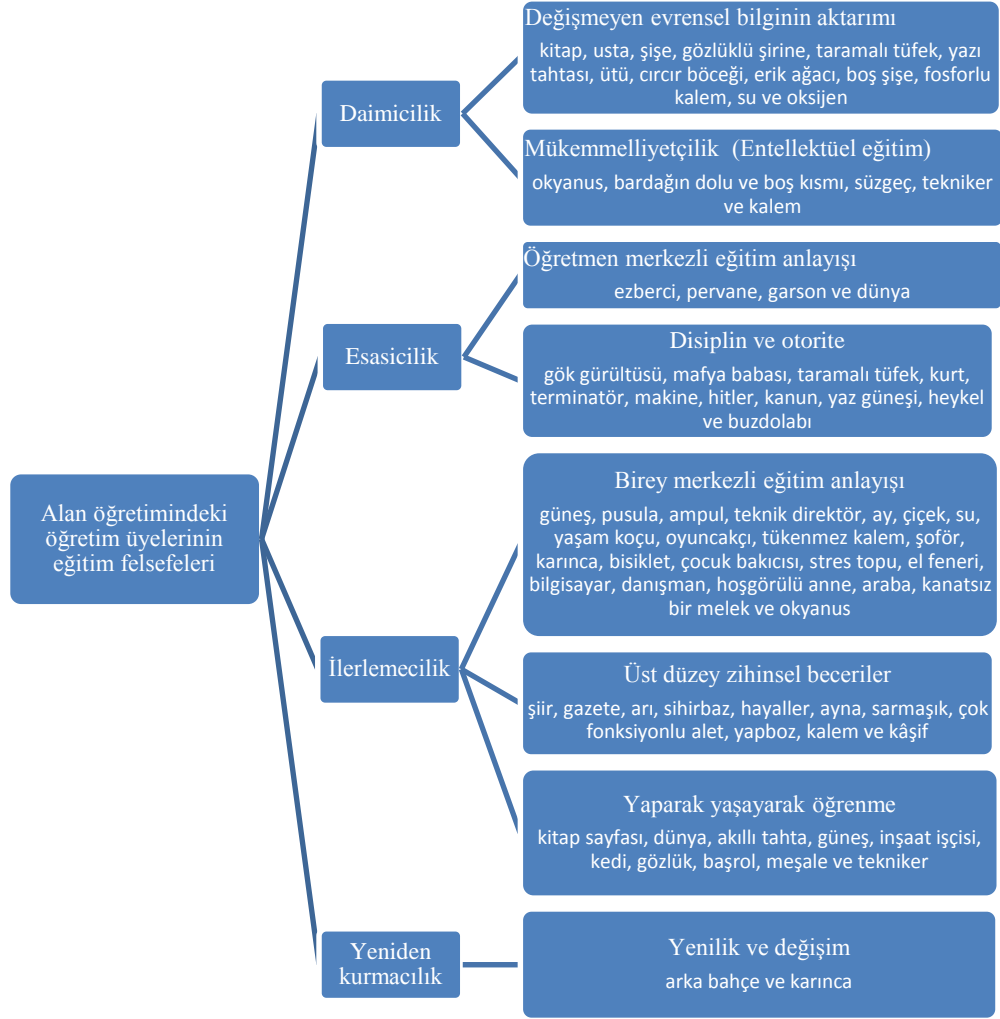 Alan öğretimindeki
öğretim üyelerinin
eğitim felsefeleri
Daimicilik
Değişmeyen evrensel bilginin aktarımı
kitap, usta, şişe, gözlüklü şirine, taramalı tüfek, yazı
tahtası, ütü, cırcır böceği, erik ağacı, boş şişe, fosforlu
kalem, su ve oksijen
Mükemmelliyetçilik (Entellektüel eğitim)
okyanus, bardağın dolu ve boş kısmı, süzgeç, tekniker
ve kalem
Esasicilik
Öğretmen merkezli eğitim anlayışı
ezberci, pervane, garson ve dünya
Disiplin ve otorite
gök gürültüsü, mafya babası, taramalı tüfek, kurt,
terminatör, makine, hitler, kanun, yaz güneşi, heykel
ve buzdolabı
İlerlemecilik
Birey merkezli eğitim anlayışı
güneş, pusula, ampul, teknik direktör, ay, çiçek, su,
yaşam koçu, oyuncakçı, tükenmez kalem, şoför,
karınca, bisiklet, çocuk bakıcısı, stres topu, el feneri,
bilgisayar, danışman, hoşgörülü anne, araba, kanatsız
bir melek ve okyanus
Üst düzey zihinsel beceriler
şiir, gazete, arı, sihirbaz, hayaller, ayna, sarmaşık, çok
fonksiyonlu alet, yapboz, kalem ve kâşif
Yaparak yaşayarak öğrenme
kitap sayfası, dünya, akıllı tahta, güneş, inşaat işçisi,
kedi, gözlük, başrol, meşale ve tekniker
Yeniden
kurmacılık
Yenilik ve değişim
arka bahçe ve karınca